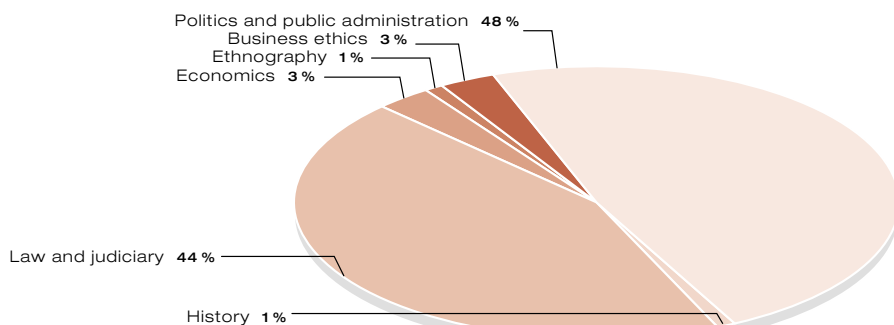 Politics and public administration 48 %
Business ethics 3 %
Ethnography 1 %
Economics 3 %
Law and judiciary 44 %
History 1 %